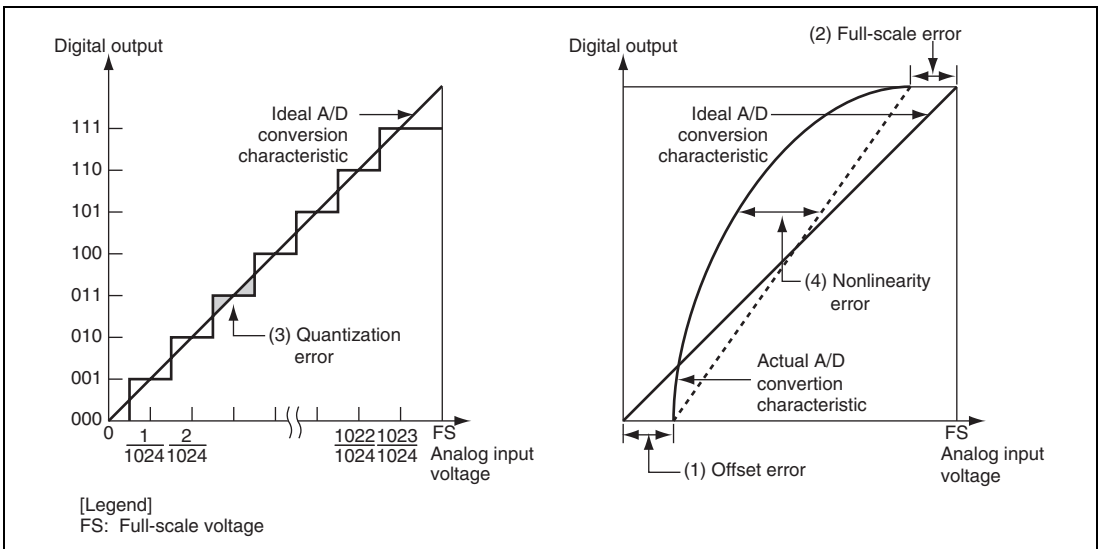 Digital output
Ideal A/D
conversion
characteristic
111
110
101
100
011
010
001
000
(3) Quantization
error
0
1
1024
2
1024
1022
1024
1023
1024
FS
Analog input
voltage
[Legend]
FS: Full-scale voltage
(2) Full-scale error
Digital output
Ideal A/D
conversion
characteristic
(4) Nonlinearity
error
Actual A/D
convertion
characteristic
FS
Analog input
voltage
(1) Offset error